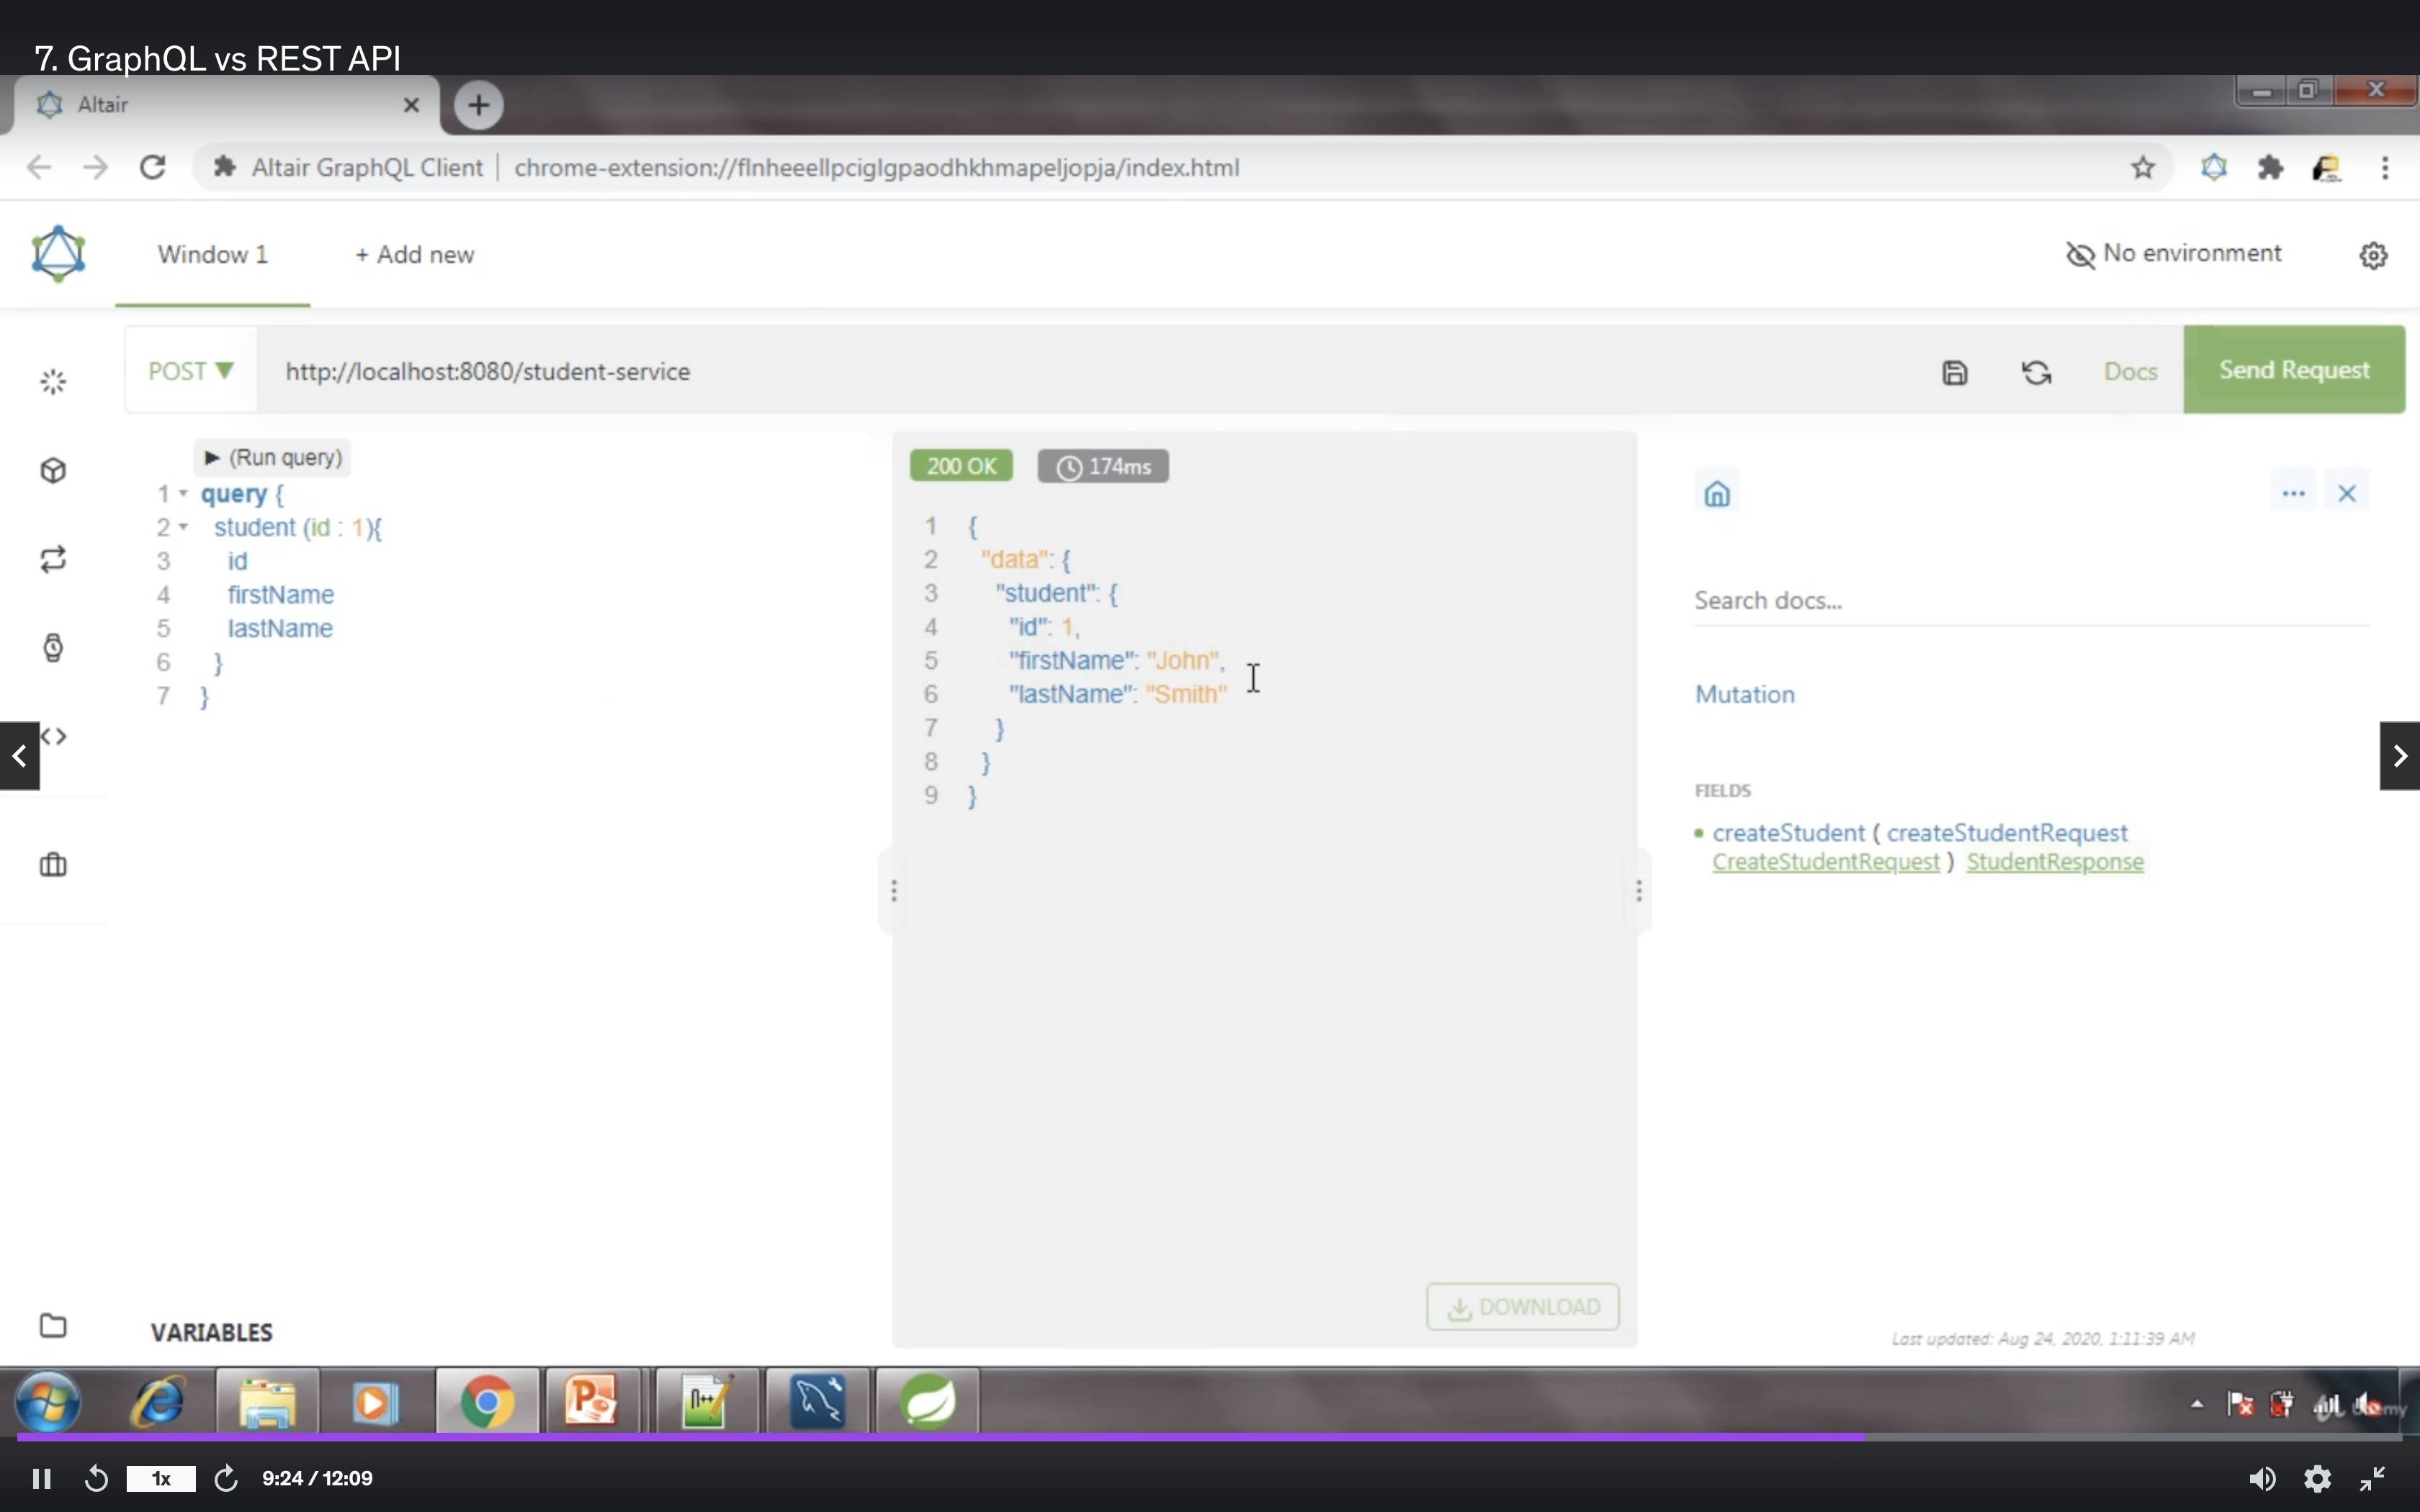 7. GraphQL vs REST API
Altair
Altair GraphQL Client | chrome-extension://flnheeellpciglgpaodhkhmapeljopja/index.html
Window 1 + Add new No environment
POST ▼ http://localhost:8080/student-service Docs Send Request
▶ (Run query)
1 query {
2 student (id : 1){
3 id
4 firstName
5 lastName
6 }
7 }
VARIABLES
200 OK 174ms
1 {
2 "data": {
3 "student": {
4 "id": 1,
5 "firstName": "John",
6 "lastName": "Smith"
7 }
8 }
9 }
DOWNLOAD
Search docs...
Mutation
FIELDS
createStudent ( createStudentRequest
CreateStudentRequest ) StudentResponse
Last updated: Aug 24, 2020, 1:11:39 AM
1x 9:24 / 12:09